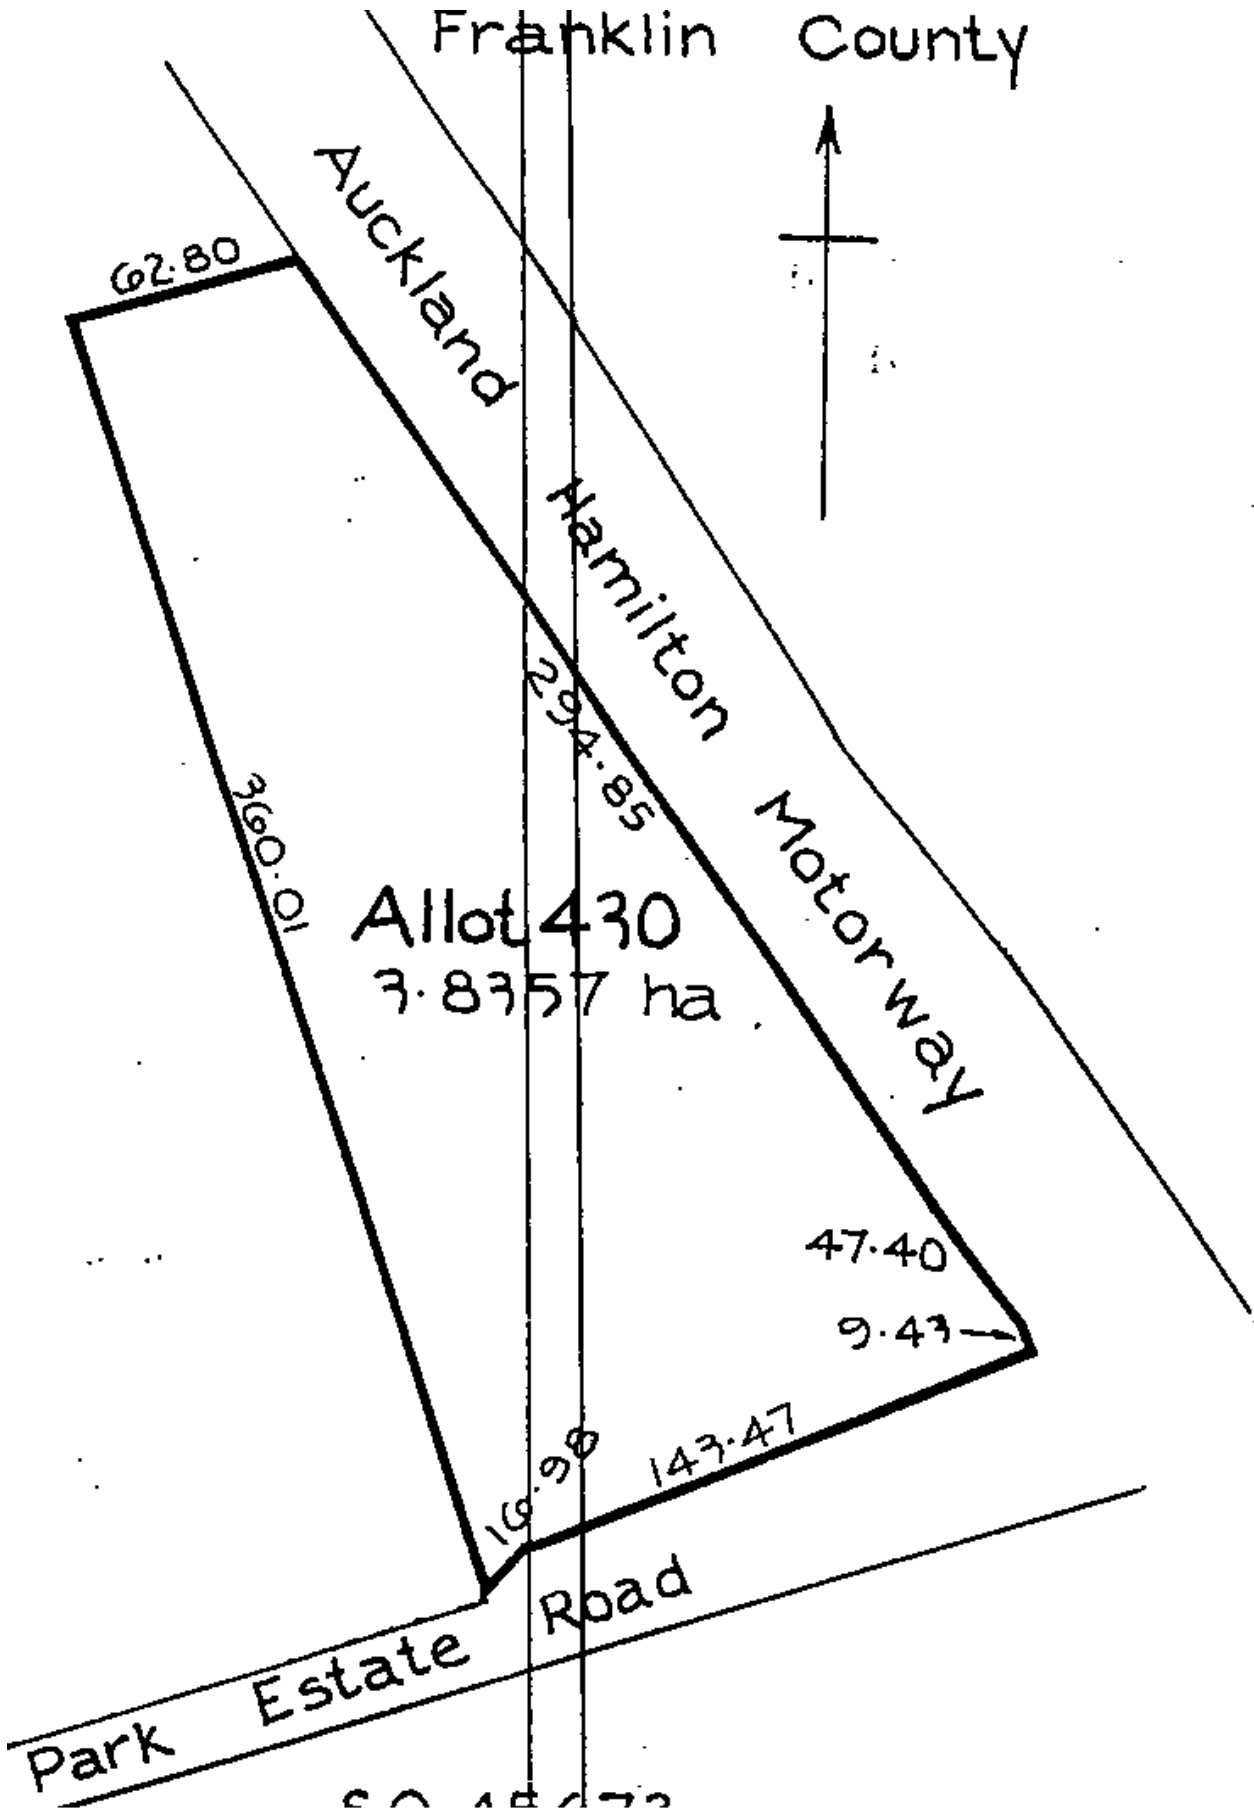 Franklin County
Auckland Hamilton Motorway
62.80
294.85
360.01
Allot 430
3.8357 ha
47.40
9.43
143.47
16.98
Park Estate Road